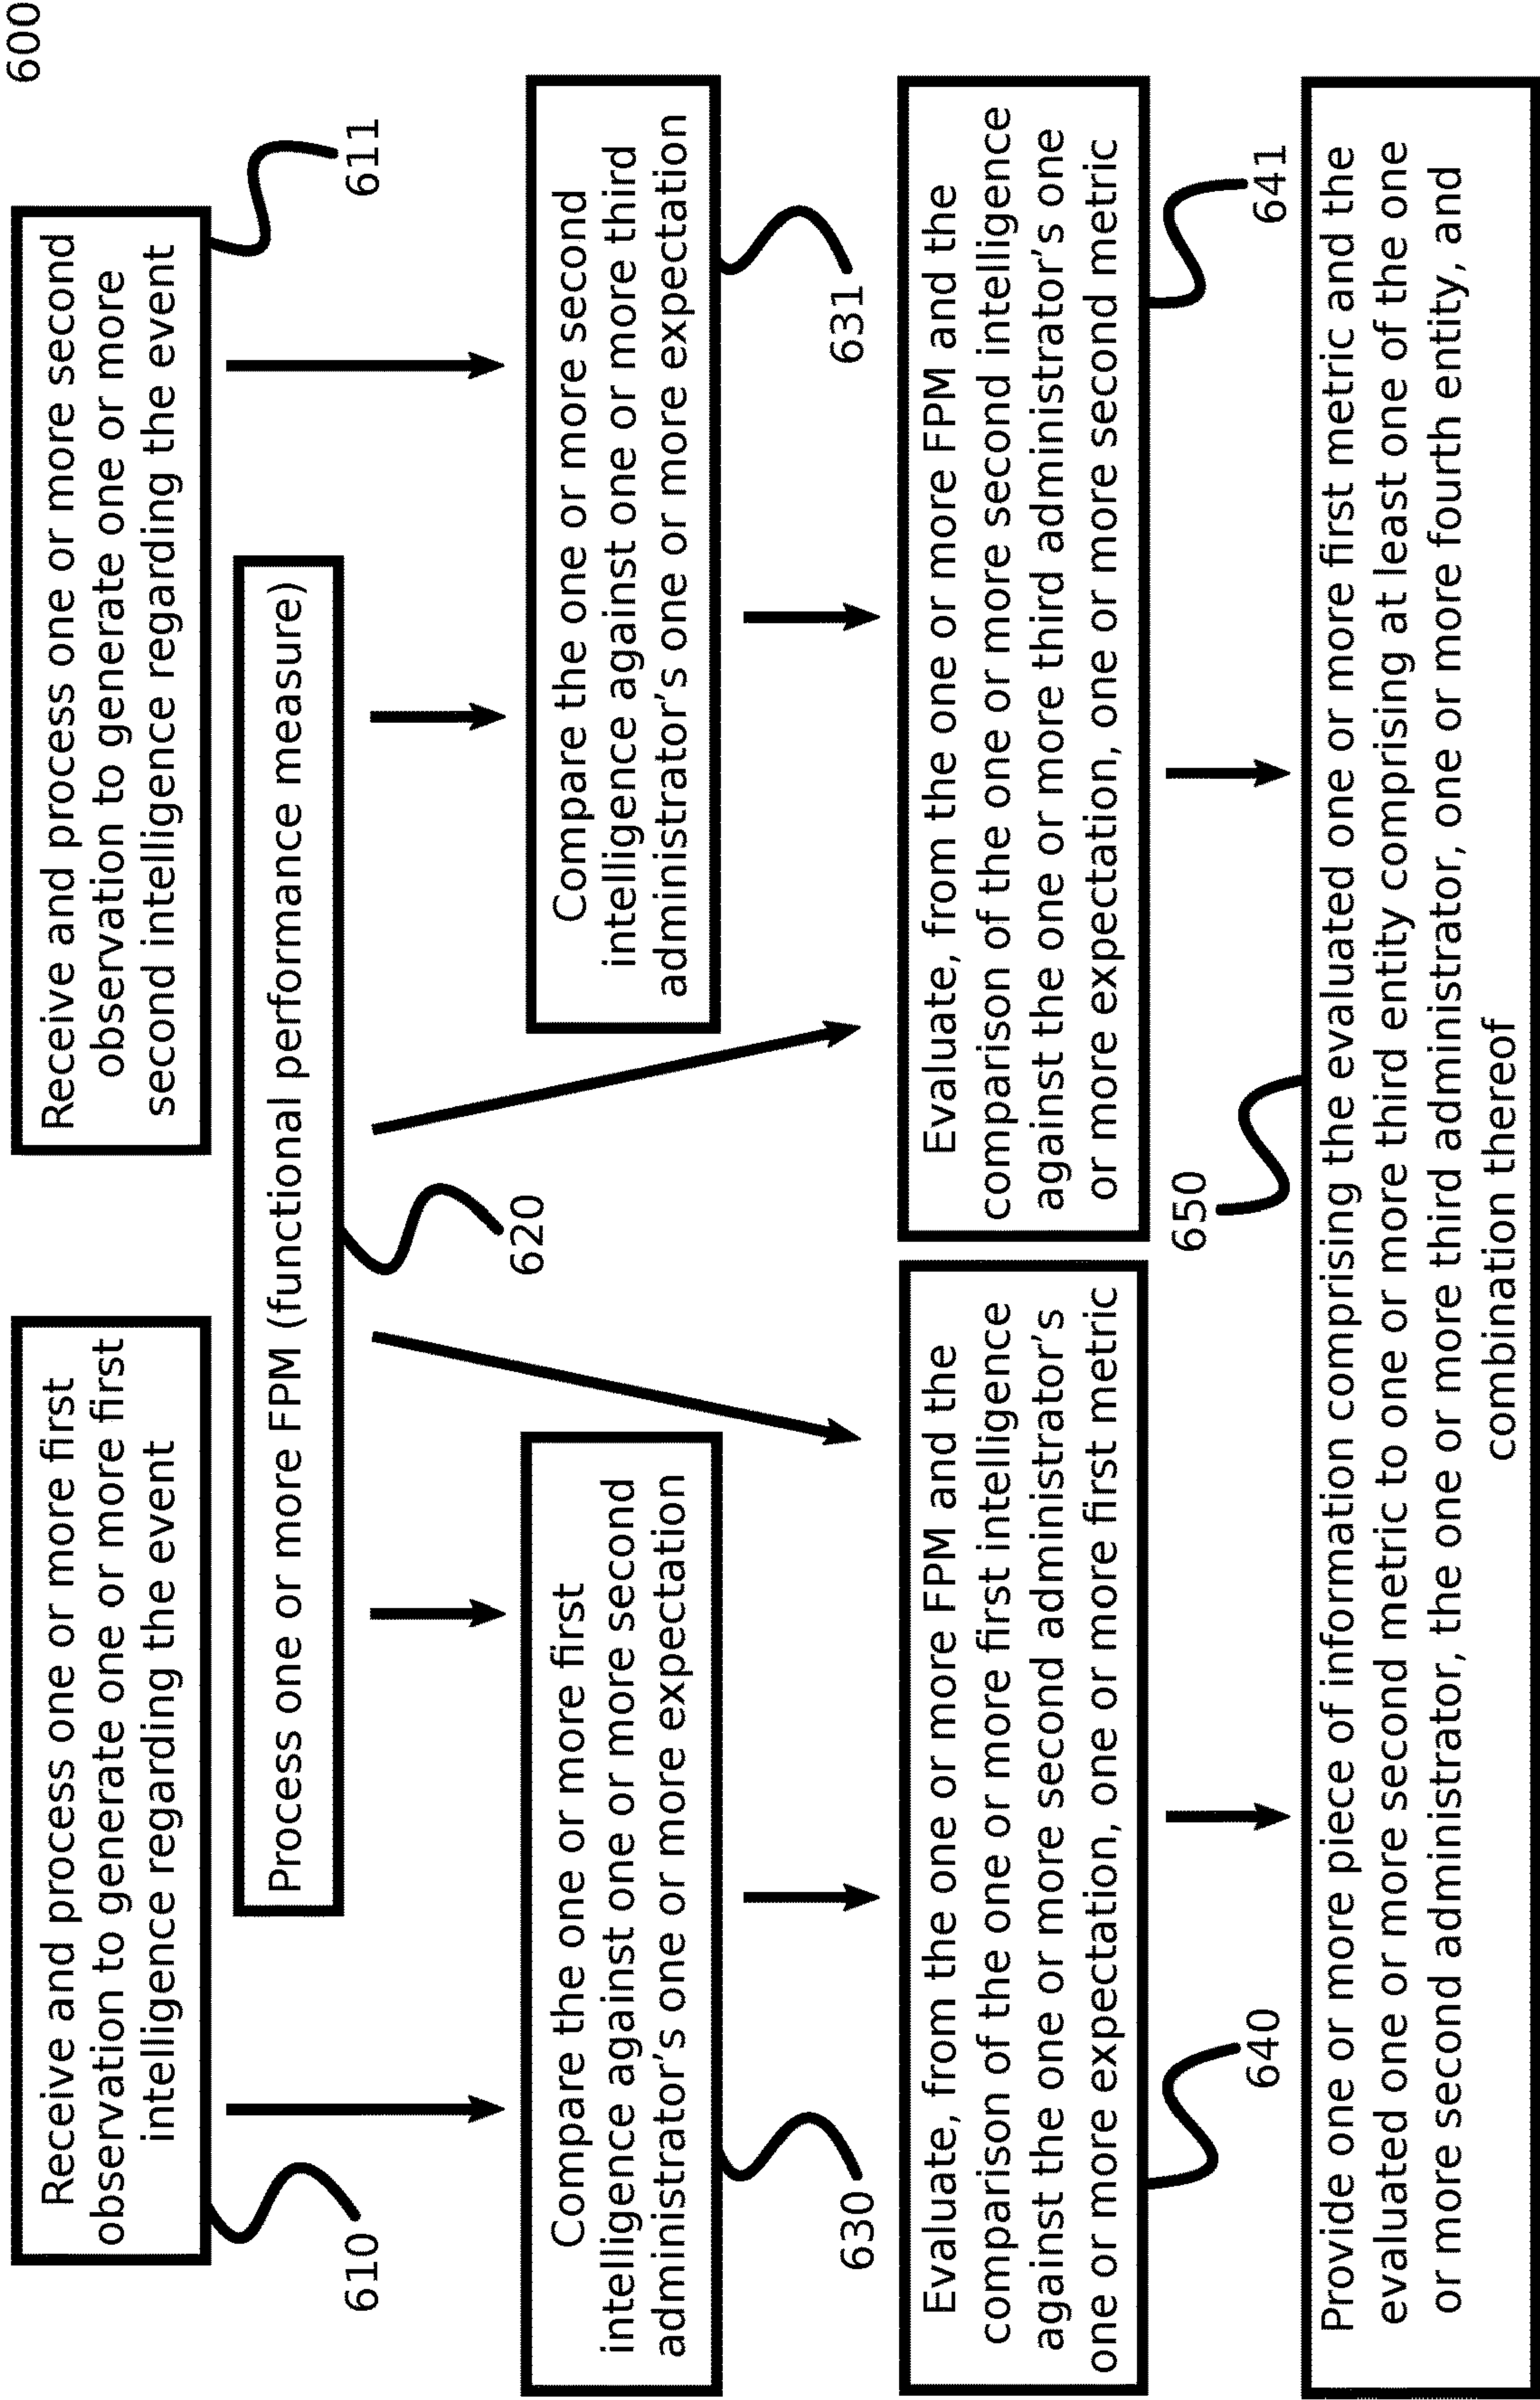 600
Receive and process one or more first
observation to generate one or more first
intelligence regarding the event
610
Receive and process one or more second
observation to generate one or more
second intelligence regarding the event
611
Process one or more FPM (functional performance measure)
620
Compare the one or more first
intelligence against one or more second
administrator's one or more expectation
630
Compare the one or more second
intelligence against one or more third
administrator's one or more expectation
631
Evaluate, from the one or more FPM and the
comparison of the one or more first intelligence
against the one or more second administrator's
one or more expectation, one or more first metric
640
Evaluate, from the one or more FPM and the
comparison of the one or more second intelligence
against the one or more third administrator's one
or more expectation, one or more second metric
641
650
Provide one or more piece of information comprising the evaluated one or more first metric and the
evaluated one or more second metric to one or more third entity comprising at least one of the one
or more second administrator, the one or more third administrator, one or more fourth entity, and
combination thereof